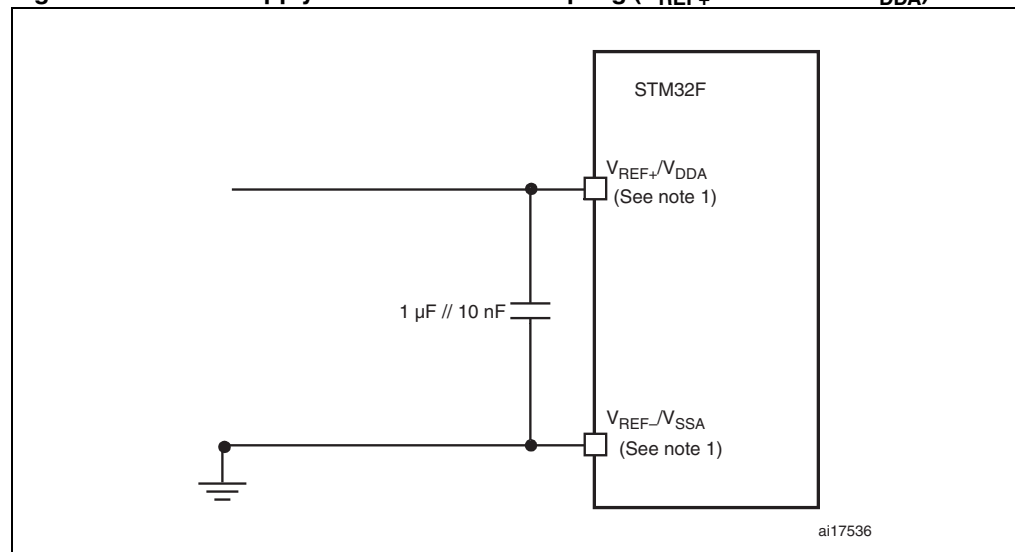 STM32F
VREF+/VDDA
(See note 1)
1 µF // 10 nF
VREF–/VSSA
(See note 1)
ai17536